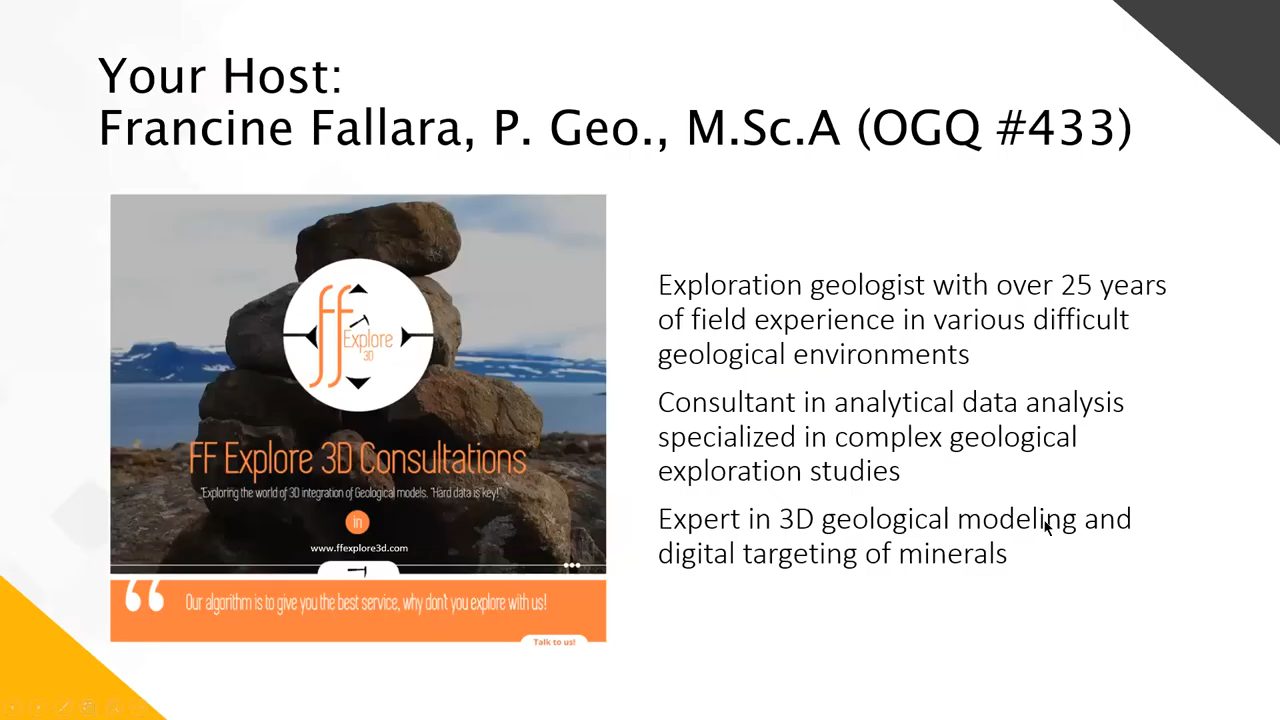 Your Host:
Francine Fallara, P. Geo., M.Sc.A (OGQ #433)
ff
Explore
3D
FF Explore 3D Consultations
"Exploring the world of 3D integration of Geological models. "Hard data is key!"
in
www.ffexplore3d.com
“ Our algorithm is to give you the best service, why don't you explore with us!
Talk to us!
Exploration geologist with over 25 years
of field experience in various difficult
geological environments
Consultant in analytical data analysis
specialized in complex geological
exploration studies
Expert in 3D geological modeling and
digital targeting of minerals